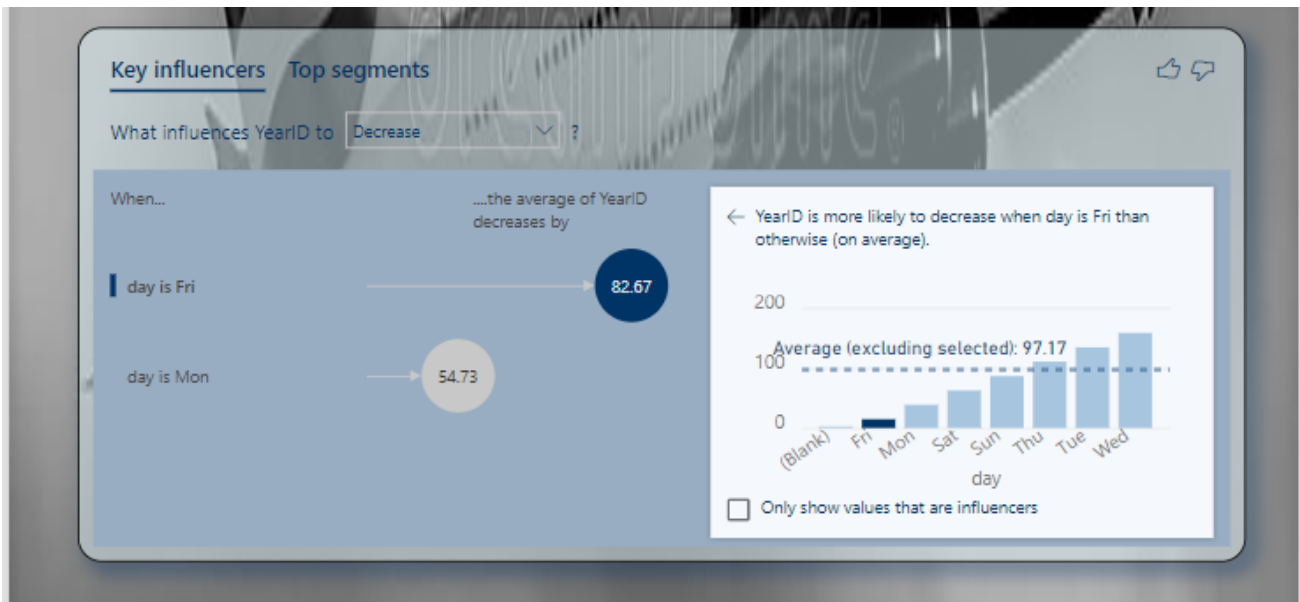 Key influencers Top segments
What influences YearID to Decrease ?
When...
....the average of YearID
decreases by
day is Fri
82.67
day is Mon
54.73
YearID is more likely to decrease when day is Fri than
otherwise (on average).
200
Average (excluding selected): 97.17
100
0
(Blank) Fri Mon Sat Sun Thu Tue Wed
day
Only show values that are influencers